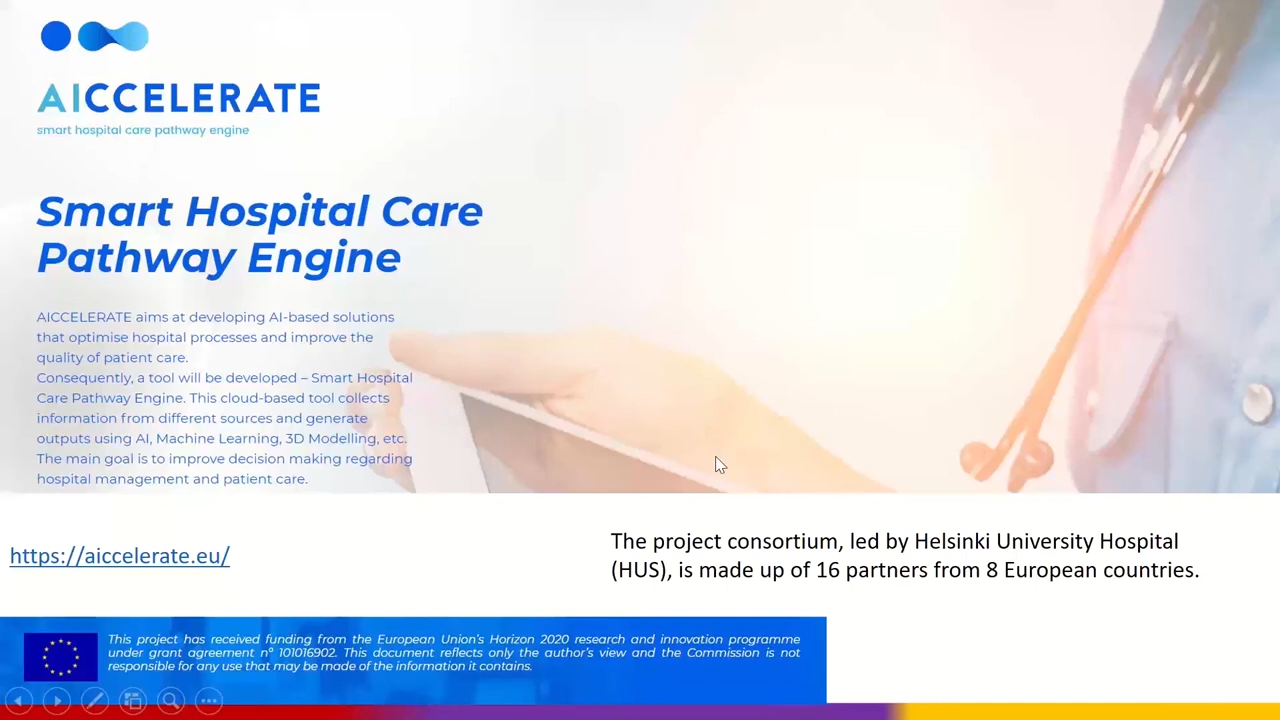 AICCELERATE
smart hospital care pathway engine
Smart Hospital Care
Pathway Engine
AICCELERATE aims at developing AI-based solutions
that optimise hospital processes and improve the
quality of patient care.
Consequently, a tool will be developed – Smart Hospital
Care Pathway Engine. This cloud-based tool collects
information from different sources and generate
outputs using AI, Machine Learning, 3D Modelling, etc.
The main goal is to improve decision making regarding
hospital management and patient care.
https://aiccelerate.eu/
The project consortium, led by Helsinki University Hospital
(HUS), is made up of 16 partners from 8 European countries.
This project has received funding from the European Union's Horizon 2020 research and innovation programme
under grant agreement nº 101016902. This document reflects only the author's view and the Commission is not
responsible for any use that may be made of the information it contains.